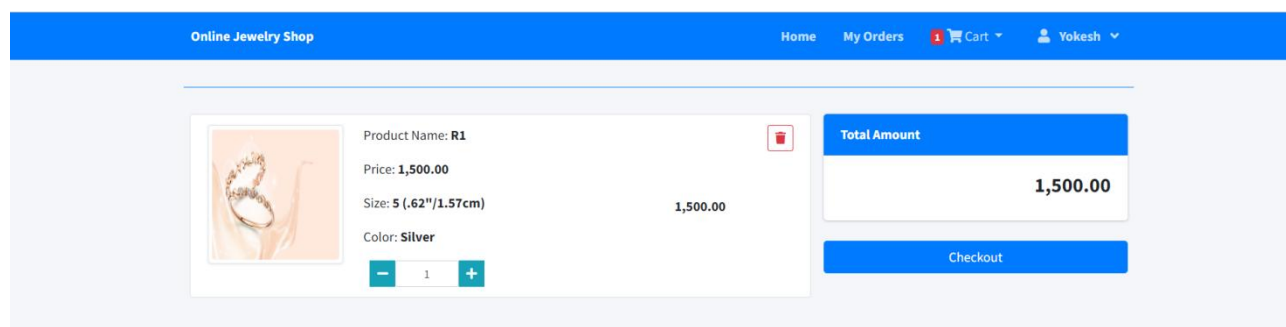 Online Jewelry Shop
Home
My Orders
1 Cart
Yokesh
Product Name: R1
Price: 1,500.00
Size: 5 (.62"/1.57cm)
Color: Silver
1
1,500.00
Total Amount
1,500.00
Checkout